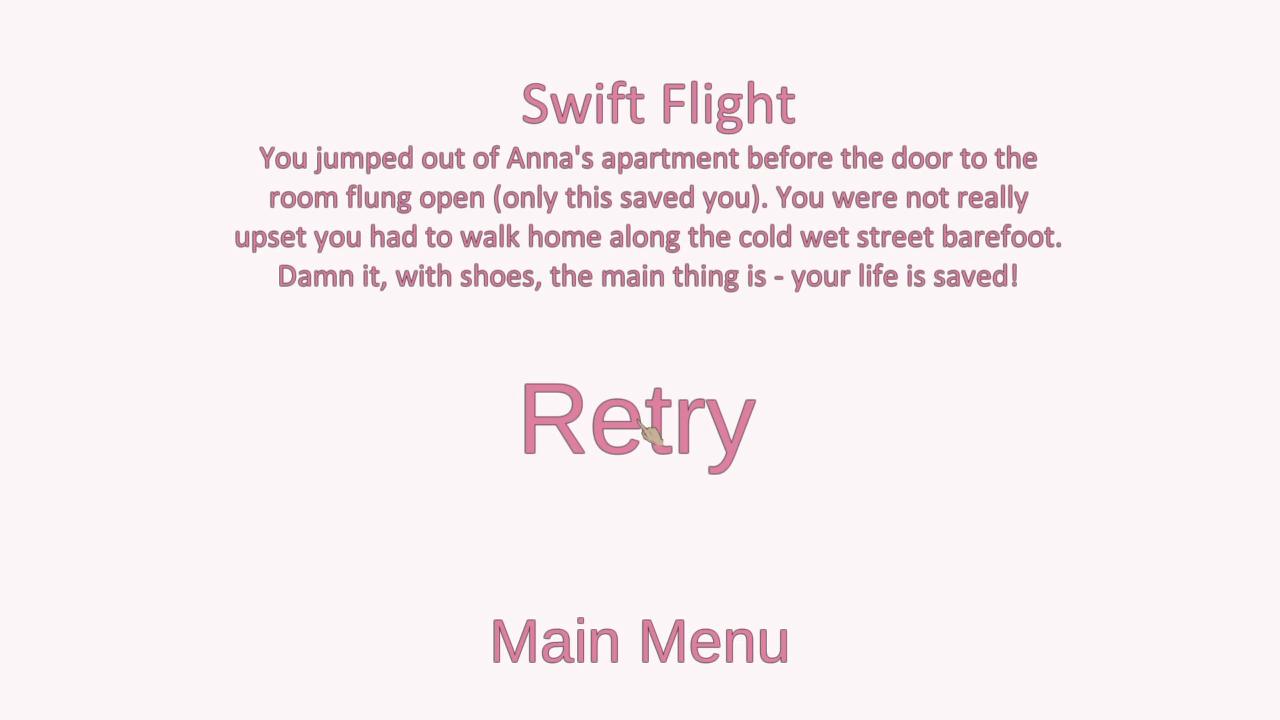 Swift Flight
You jumped out of Anna's apartment before the door to the
room flung open (only this saved you). You were not really
upset you had to walk home along the cold wet street barefoot.
Damn it, with shoes, the main thing is - your life is saved!
Retry
Main Menu